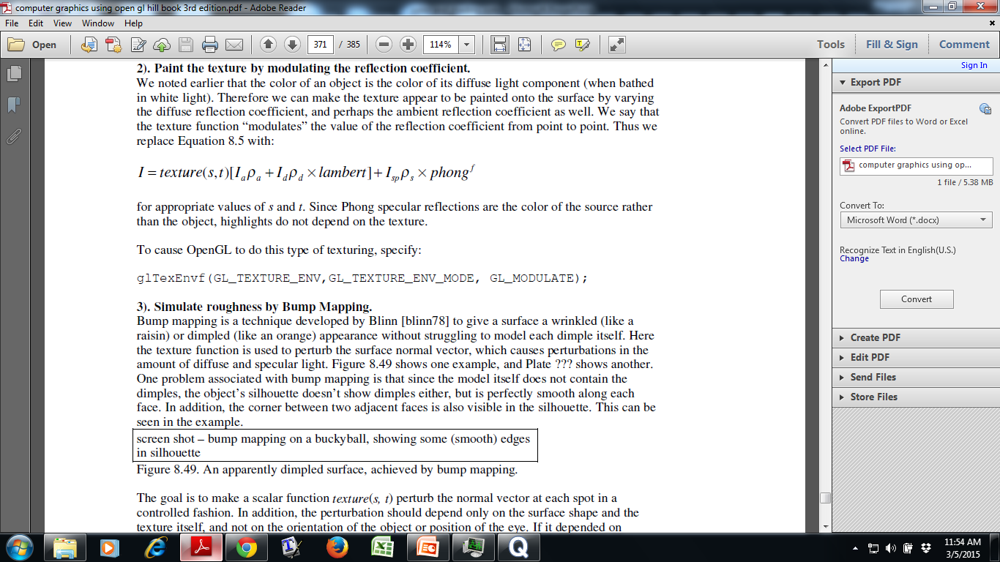 computer graphics using open gl hill book 3rd edition.pdf - Adobe Reader
File Edit View Window Help
Open 371 / 385 114% Tools Fill & Sign Comment
Sign In
Export PDF
Adobe ExportPDF
Convert PDF files to Word or Excel
online.
Select PDF File:
computer graphics using op...
1 file / 5.38 MB
Convert To:
Microsoft Word (*.docx)
Recognize Text in English(U.S.)
Change
Convert
Create PDF
Edit PDF
Send Files
Store Files
2). Paint the texture by modulating the reflection coefficient.
We noted earlier that the color of an object is the color of its diffuse light component (when bathed
in white light). Therefore we can make the texture appear to be painted onto the surface by varying
the diffuse reflection coefficient, and perhaps the ambient reflection coefficient as well. We say that
the texture function “modulates” the value of the reflection coefficient from point to point. Thus we
replace Equation 8.5 with:
I = texture(s,t)[I_a ρ_a + I_d ρ_d × lambert] + I_sp ρ_s × phong^f
for appropriate values of s and t. Since Phong specular reflections are the color of the source rather
than the object, highlights do not depend on the texture.
To cause OpenGL to do this type of texturing, specify:
glTexEnvf(GL_TEXTURE_ENV,GL_TEXTURE_ENV_MODE, GL_MODULATE);
3). Simulate roughness by Bump Mapping.
Bump mapping is a technique developed by Blinn [blinn78] to give a surface a wrinkled (like a
raisin) or dimpled (like an orange) appearance without struggling to model each dimple itself. Here
the texture function is used to perturb the surface normal vector, which causes perturbations in the
amount of diffuse and specular light. Figure 8.49 shows one example, and Plate ??? shows another.
One problem associated with bump mapping is that since the model itself does not contain the
dimples, the object’s silhouette doesn’t show dimples either, but is perfectly smooth along each
face. In addition, the corner between two adjacent faces is also visible in the silhouette. This can be
seen in the example.
screen shot – bump mapping on a buckyball, showing some (smooth) edges
in silhouette
Figure 8.49. An apparently dimpled surface, achieved by bump mapping.
The goal is to make a scalar function texture(s, t) perturb the normal vector at each spot in a
controlled fashion. In addition, the perturbation should depend only on the surface shape and the
texture itself, and not on the orientation of the object or position of the eye. If it depended on
11:54 AM
3/5/2015